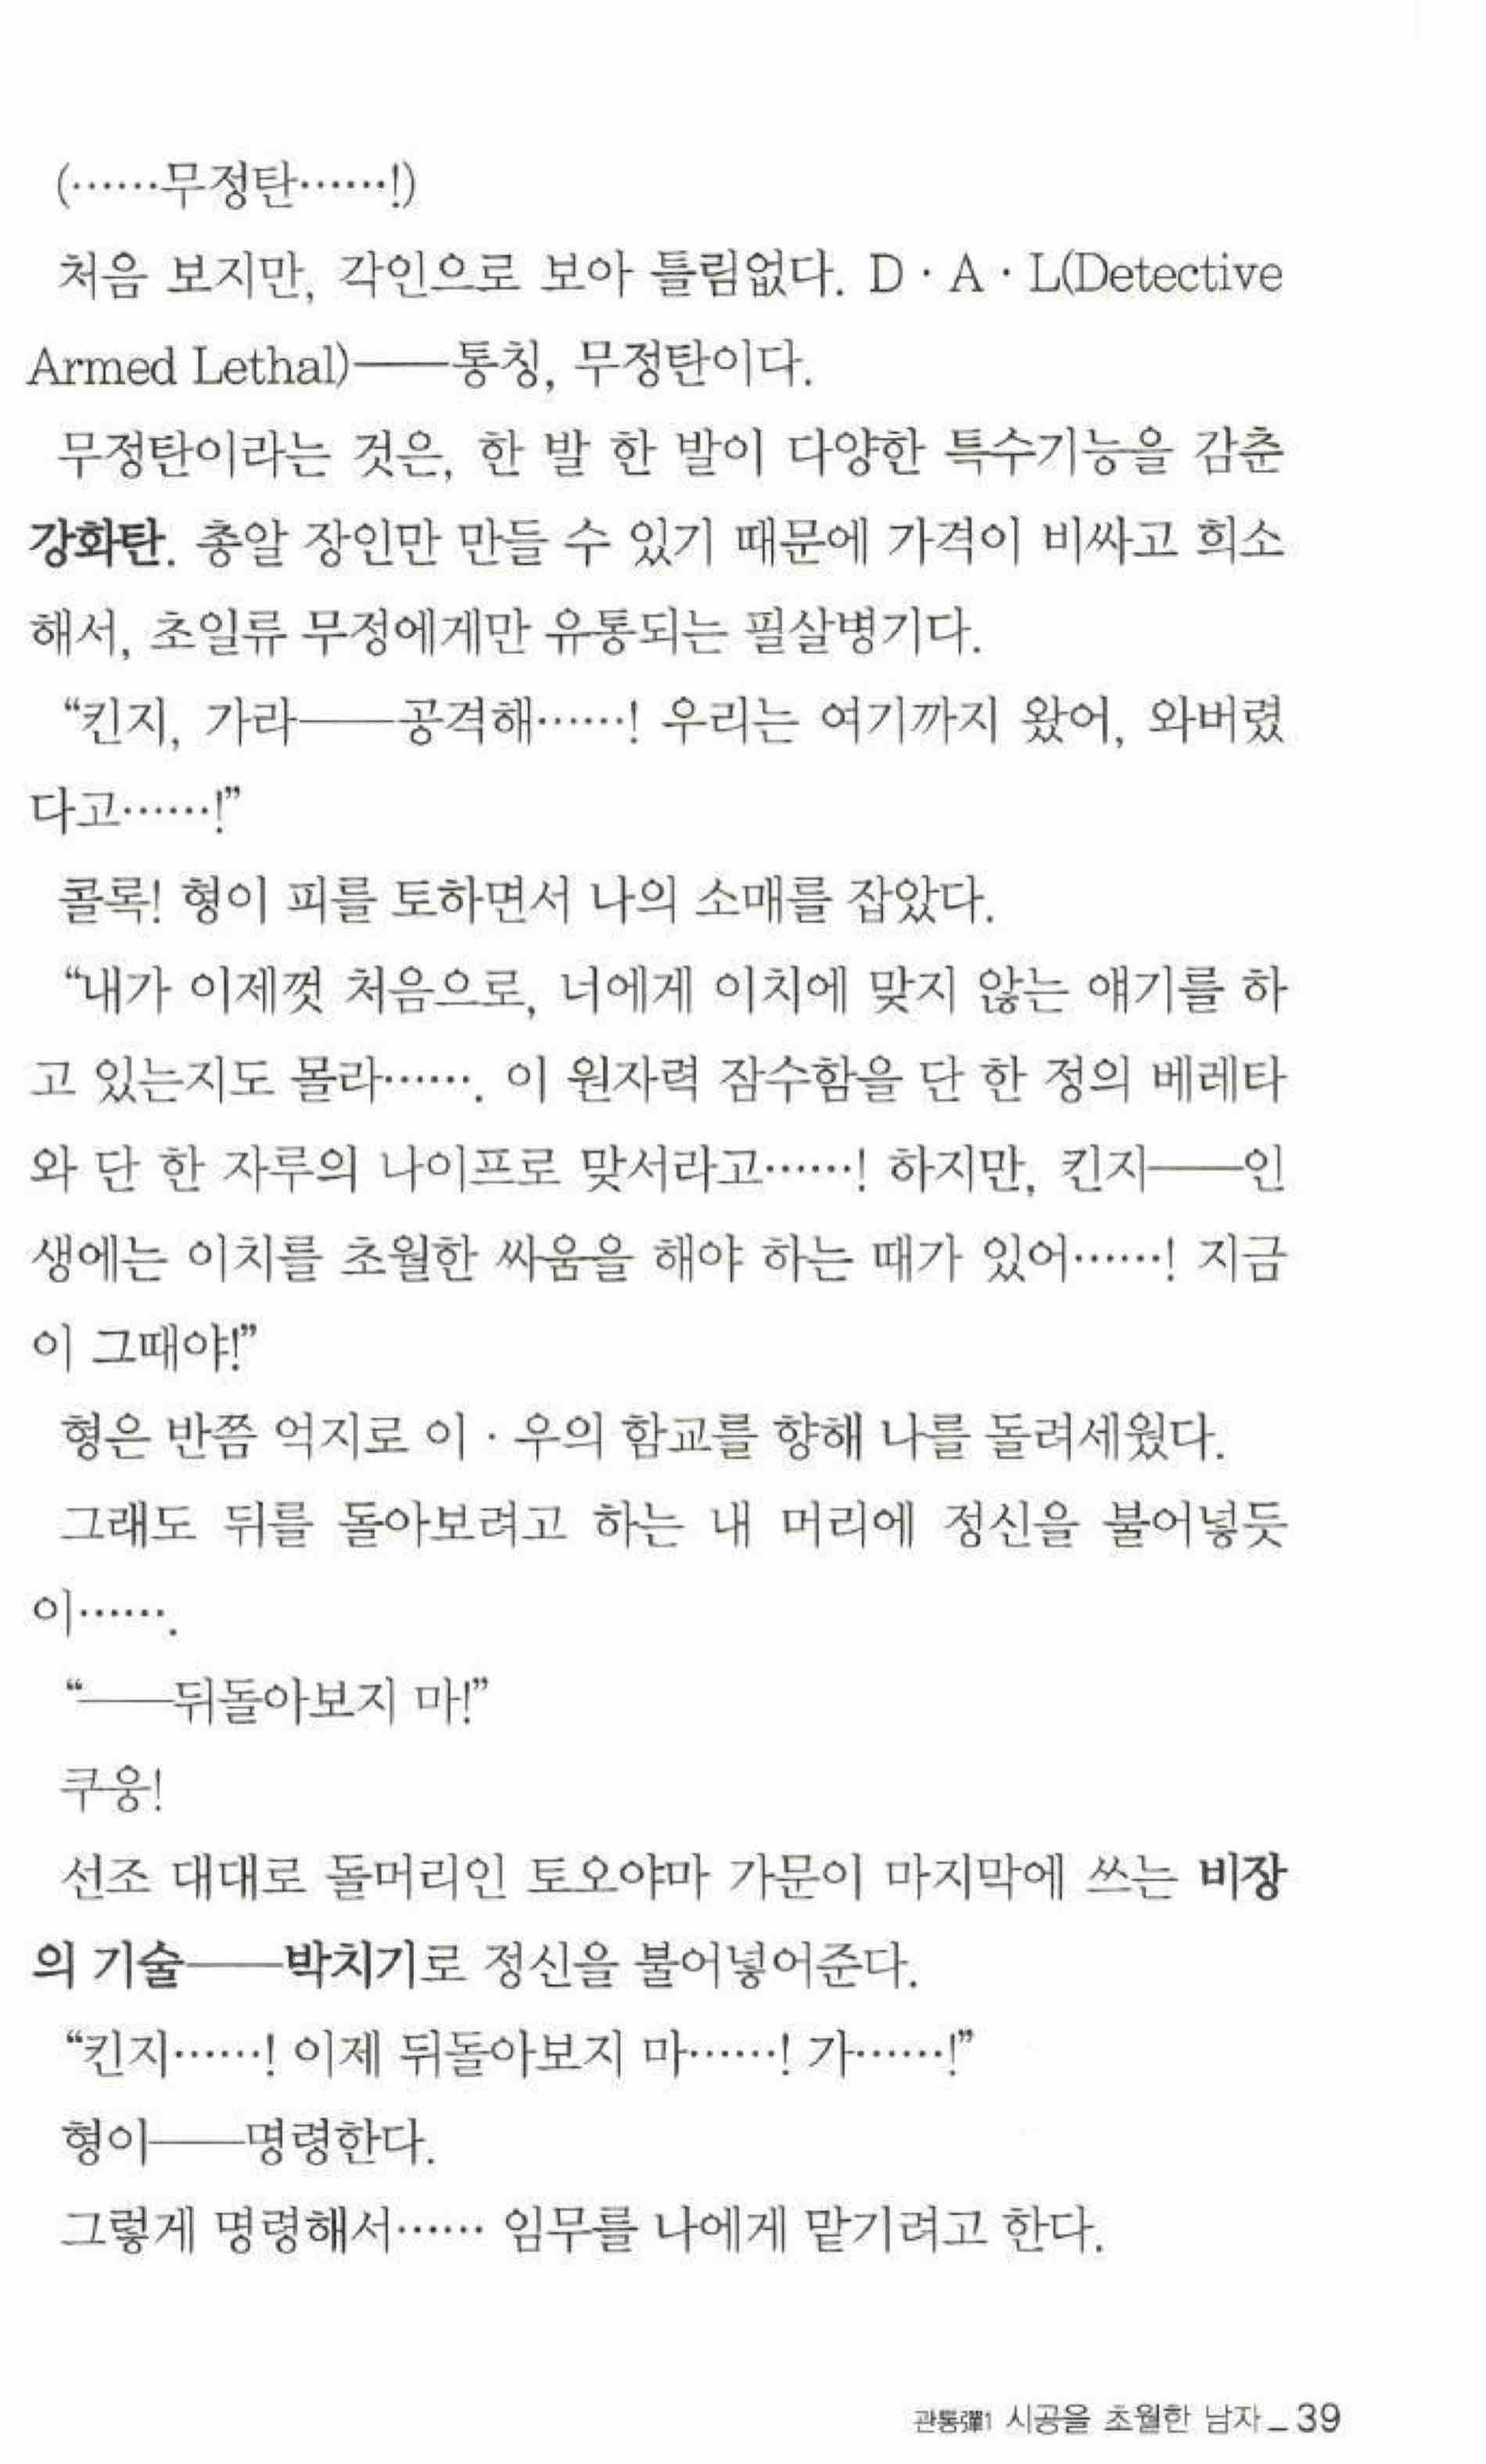 (……무정탄……!)
처음 보지만, 각인으로 보아 틀림없다. D · A · L(Detective
Armed Lethal)──통칭, 무정탄이다.
무정탄이라는 것은, 한 발 한 발이 다양한 특수기능을 감춘
강화탄. 총알 장인만 만들 수 있기 때문에 가격이 비싸고 희소
해서, 초일류 무정에게만 유통되는 필살병기다.
“킨지, 가라──공격해……! 우리는 여기까지 왔어, 와버렸
다고……!”
콜록! 형이 피를 토하면서 나의 소매를 잡았다.
“내가 이제껏 처음으로, 너에게 이치에 맞지 않는 얘기를 하
고 있는지도 몰라……. 이 원자력 잠수함을 단 한 정의 베레타
와 단 한 자루의 나이프로 맞서라고……! 하지만, 킨지──인
생에는 이치를 초월한 싸움을 해야 하는 때가 있어……! 지금
이 그때야!”
형은 반쯤 억지로 이 · 우의 함교를 향해 나를 돌려세웠다.
그래도 뒤를 돌아보려고 하는 내 머리에 정신을 불어넣듯
이…….
“──뒤돌아보지 마!”
쿠웅!
선조 대대로 돌머리인 토오야마 가문이 마지막에 쓰는 비장
의 기술──박치기로 정신을 불어넣어준다.
“킨지……! 이제 뒤돌아보지 마……! 가……!”
형이──명령한다.
그렇게 명령해서…… 임무를 나에게 맡기려고 한다.
관통彈1 시공을 초월한 남자_39